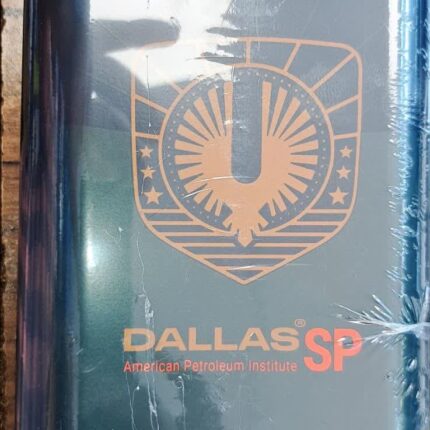 U
DALLAS® SP
American Petroleum Institute